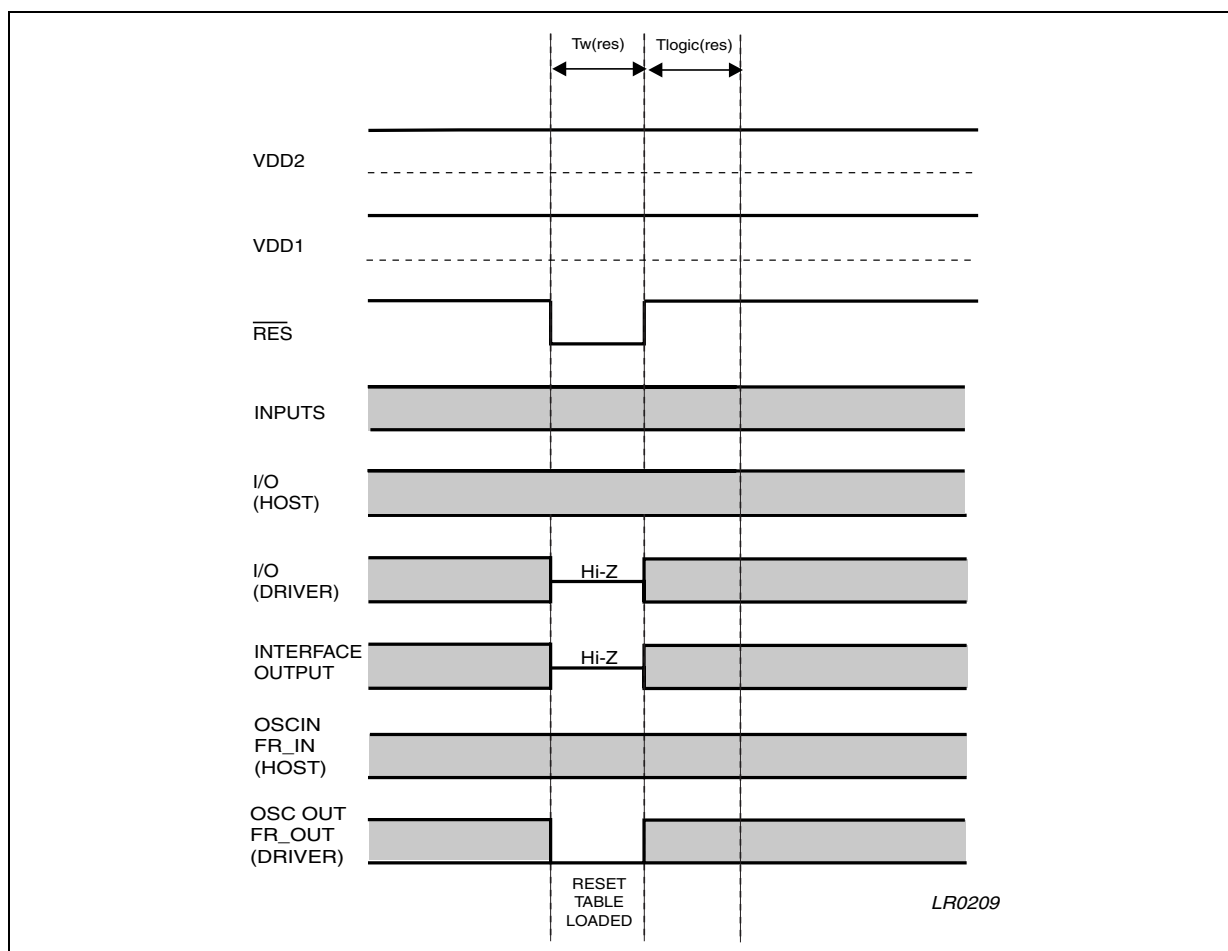 Tw(res)
Tlogic(res)
VDD2
VDD1
RES
INPUTS
I/O
(HOST)
I/O
(DRIVER)
Hi-Z
INTERFACE
OUTPUT
Hi-Z
OSCIN
FR_IN
(HOST)
OSC OUT
FR_OUT
(DRIVER)
RESET
TABLE
LOADED
LR0209